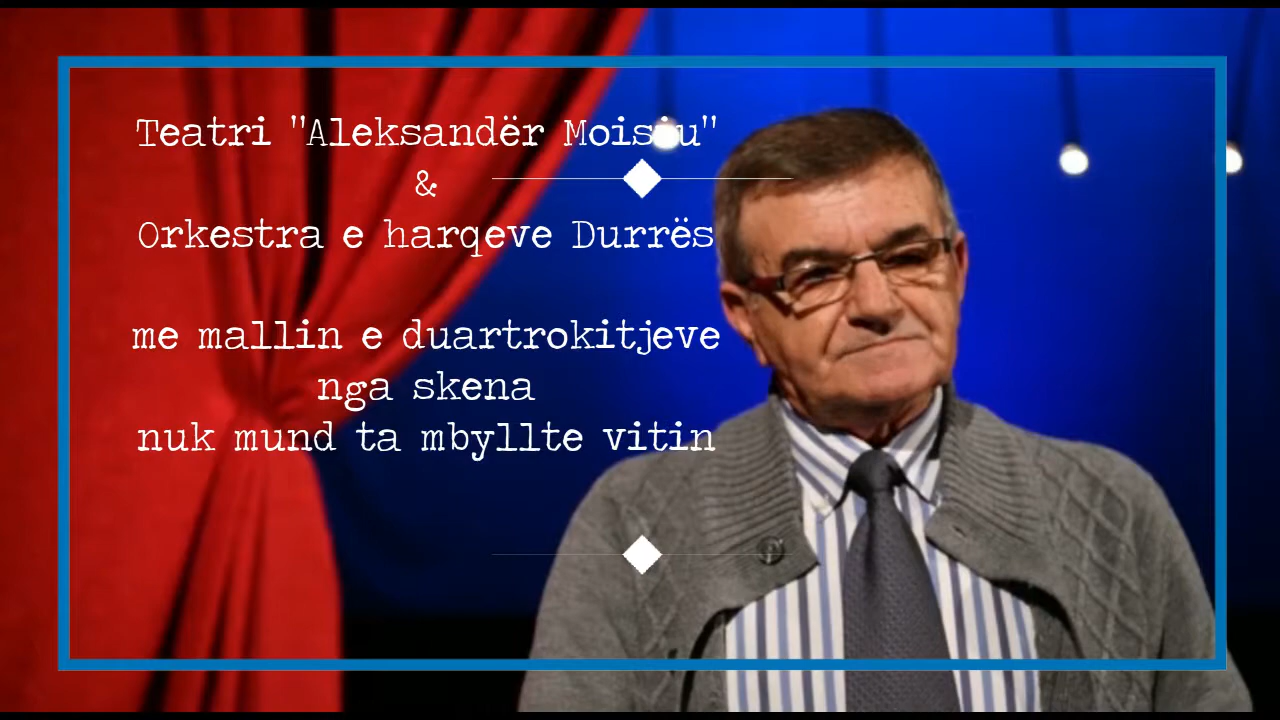 Teatri "Aleksandër Moisiu"
&
Orkestra e harqeve Durrës
me mallin e duartrokitjeve
nga skena
nuk mund ta mbyllte vitin